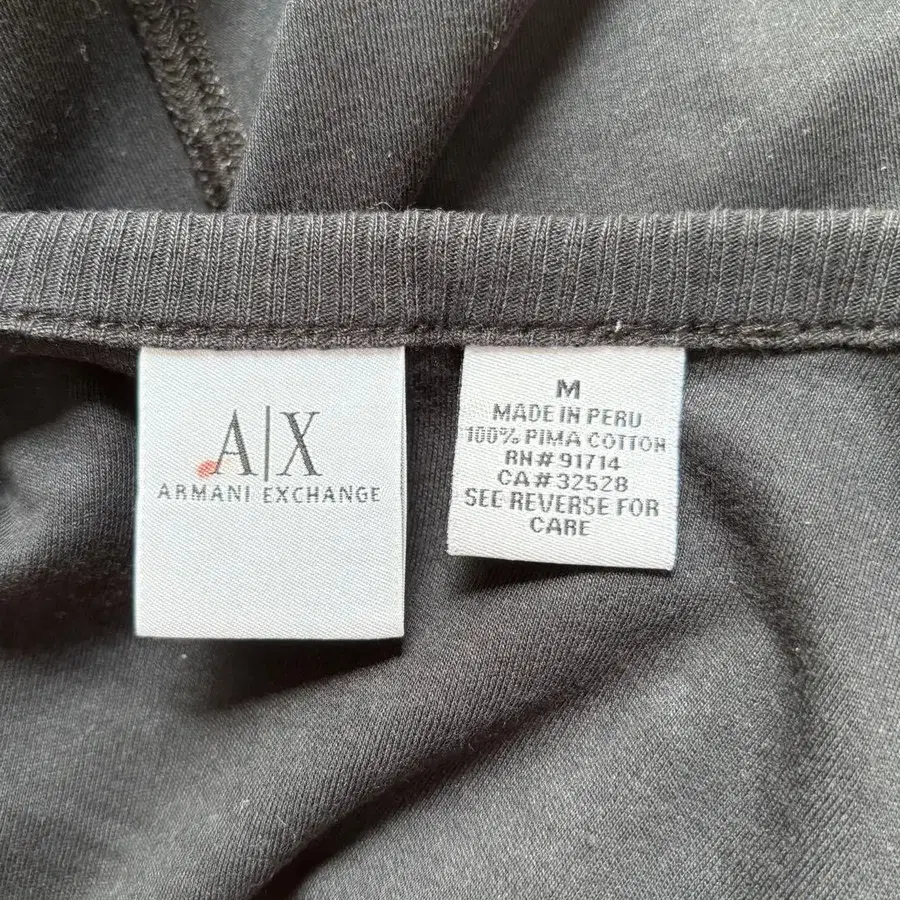 A|X
ARMANI EXCHANGE
M
MADE IN PERU
100% PIMA COTTON
RN# 91714
CA# 32528
SEE REVERSE FOR
CARE